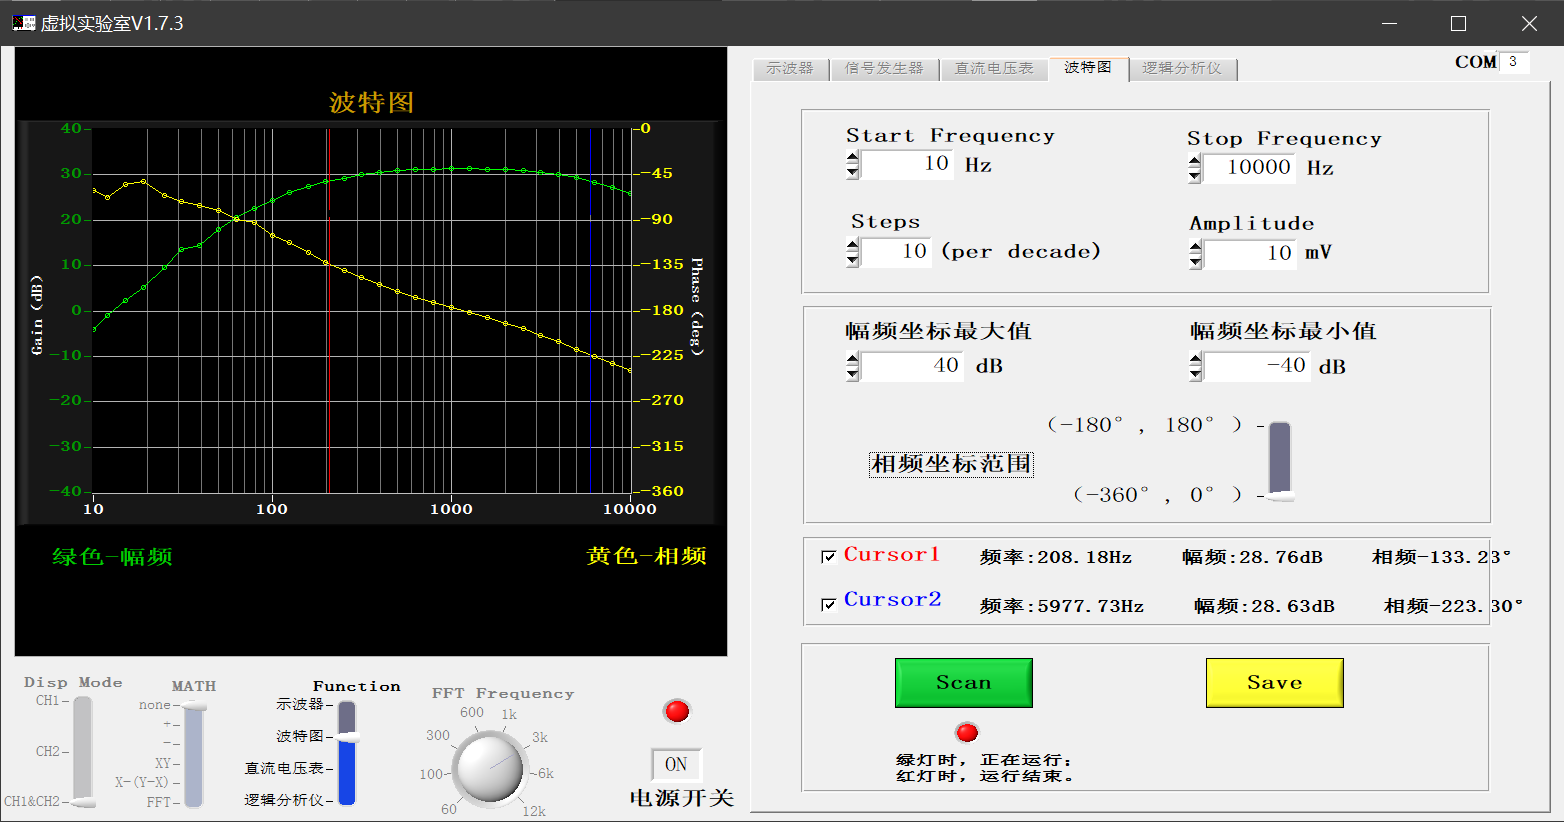 虚拟实验室V1.7.3
示波器 信号发生器 直流电压表 波特图 逻辑分析仪
COM 3
波特图
40 0
30 -45
20 -90
10 -135
0 -180
-10 -225
-20 -270
-30 -315
-40 -360
Gain (dB)
Phase (deg)
10 100 1000 10000
绿色-幅频 黄色-相频
Start Frequency
10 Hz
Stop Frequency
10000 Hz
Steps
10 (per decade)
Amplitude
10 mV
幅频坐标最大值
40 dB
幅频坐标最小值
-40 dB
(-180° , 180° )
相频坐标范围
(-360° , 0° )
Cursor1 频率:208.18Hz 幅频:28.76dB 相频-133.23°
Cursor2 频率:5977.73Hz 幅频:28.63dB 相频-223.30°
Scan
Save
绿灯时，正在运行；
红灯时，运行结束。
Disp Mode
CH1
CH2
CH1&CH2
MATH
none
+
-
XY
X-(Y-X)
FFT
Function
示波器
波特图
直流电压表
逻辑分析仪
FFT Frequency
600 1k
300 3k
100 6k
60 12k
ON
电源开关